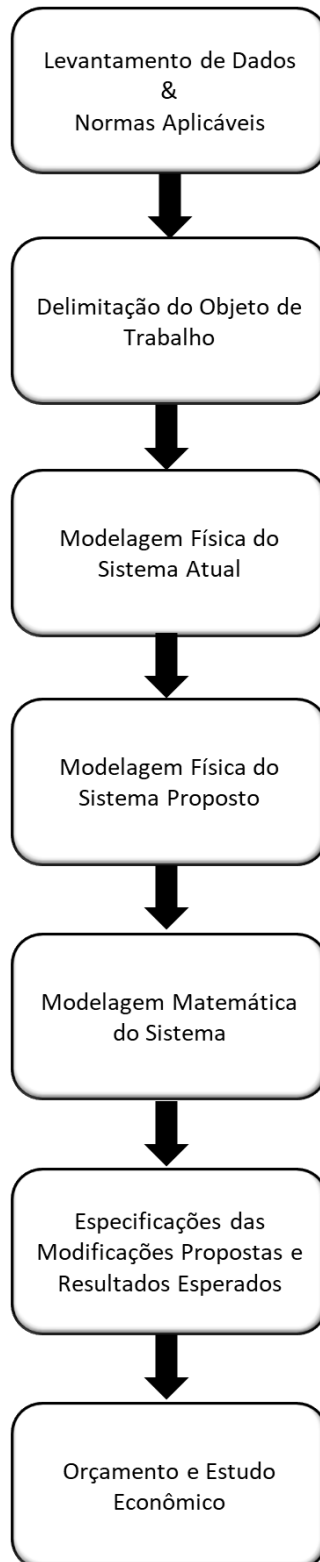 Levantamento de Dados
&
Normas Aplicáveis
Delimitação do Objeto de
Trabalho
Modelagem Física do
Sistema Atual
Modelagem Física do
Sistema Proposto
Modelagem Matemática
do Sistema
Especificações das
Modificações Propostas e
Resultados Esperados
Orçamento e Estudo
Econômico